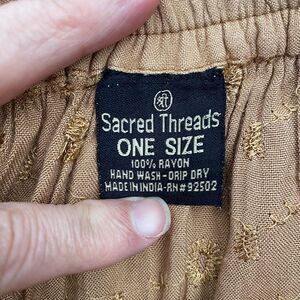 Sacred Threads
ONE SIZE
100% RAYON
HAND WASH-DRIP DRY
MADE IN INDIA-RN#92502